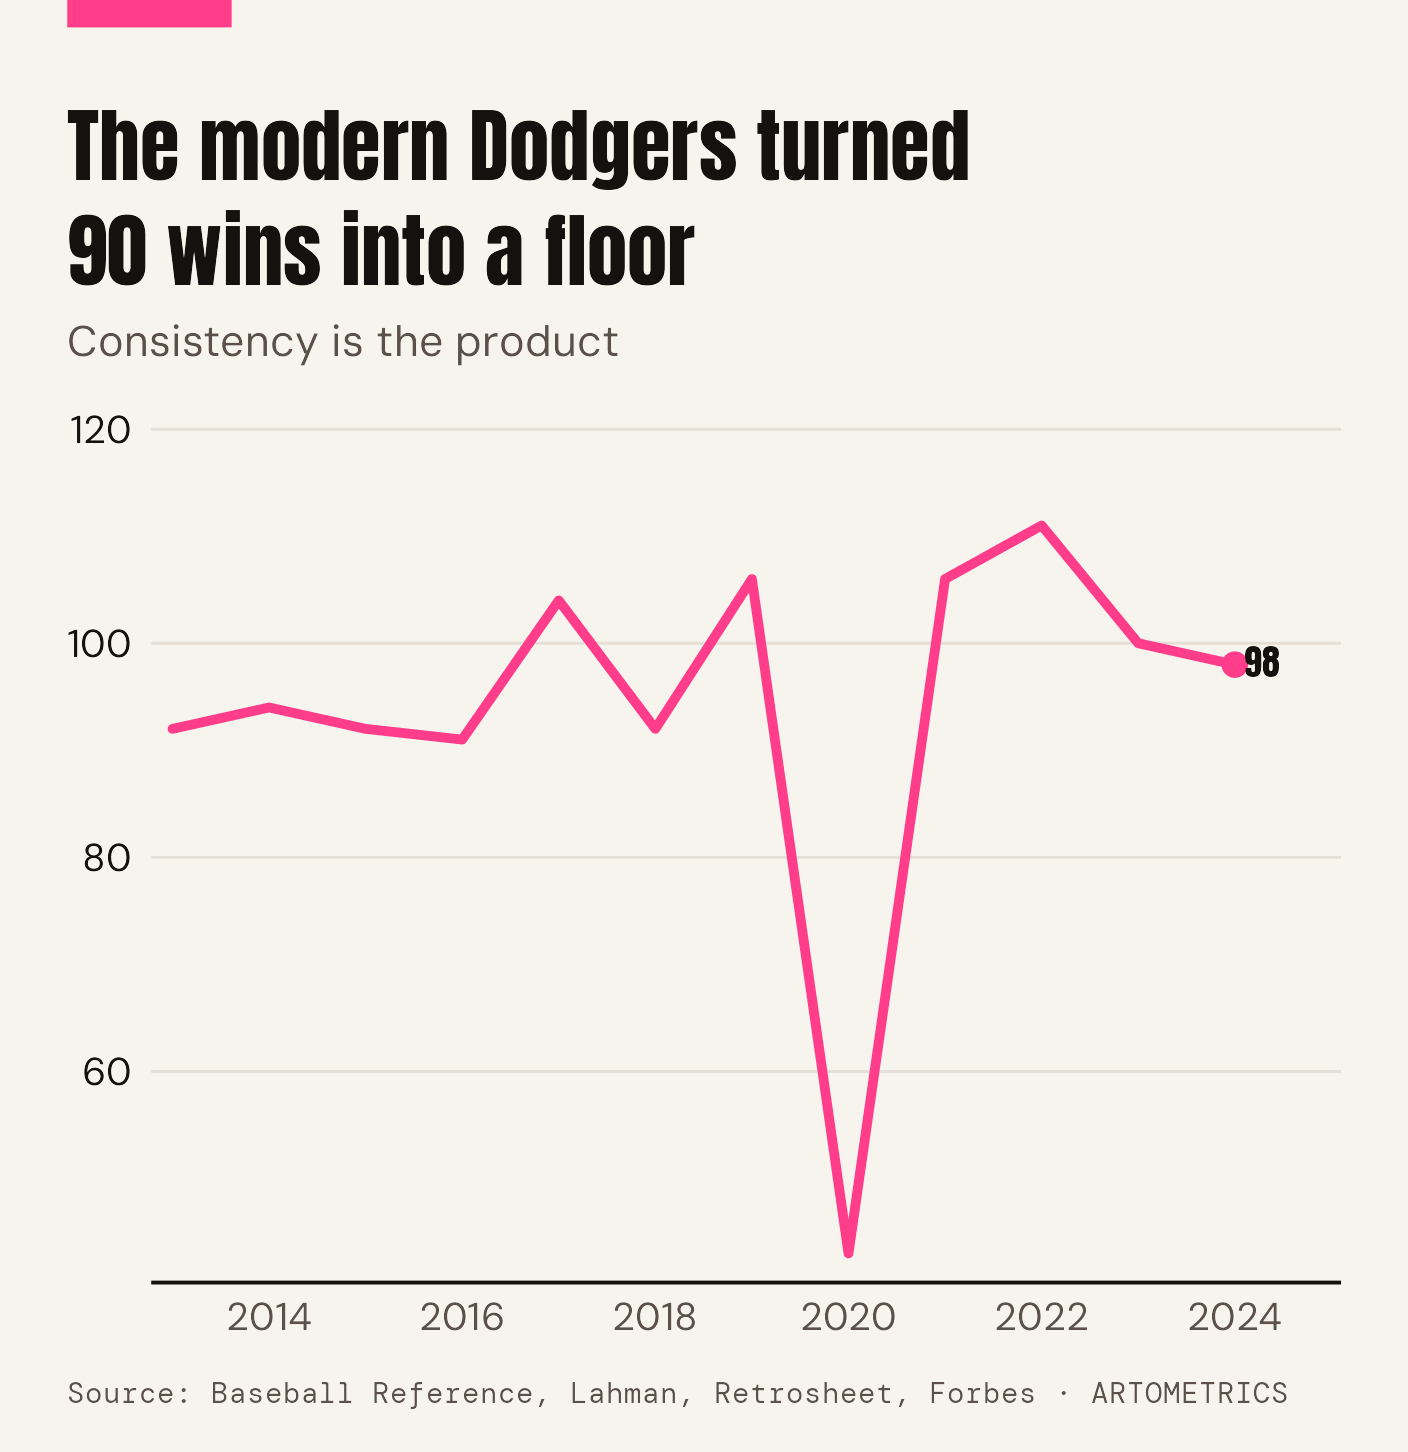 The modern Dodgers turned
90 wins into a floor
Consistency is the product
120
100
98
80
60
2014 2016 2018 2020 2022 2024
Source: Baseball Reference, Lahman, Retrosheet, Forbes · ARTOMETRICS